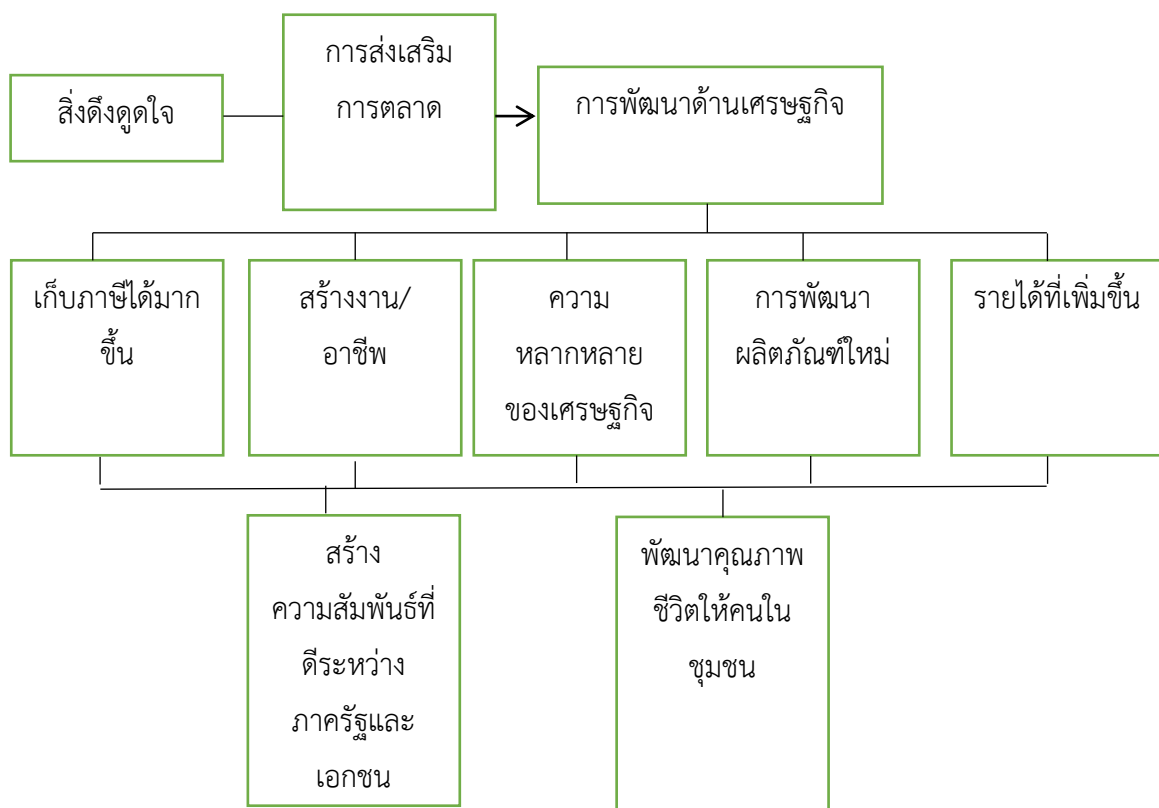 สิ่งดึงดูดใจ
การส่งเสริม
การตลาด
การพัฒนาด้านเศรษฐกิจ
เก็บภาษีได้มาก
ขึ้น
สร้างงาน/
อาชีพ
ความ
หลากหลาย
ของเศรษฐกิจ
การพัฒนา
ผลิตภัณฑ์ใหม่
รายได้ที่เพิ่มขึ้น
สร้าง
ความสัมพันธ์ที่
ดีระหว่าง
ภาครัฐและ
เอกชน
พัฒนาคุณภาพ
ชีวิตให้คนใน
ชุมชน